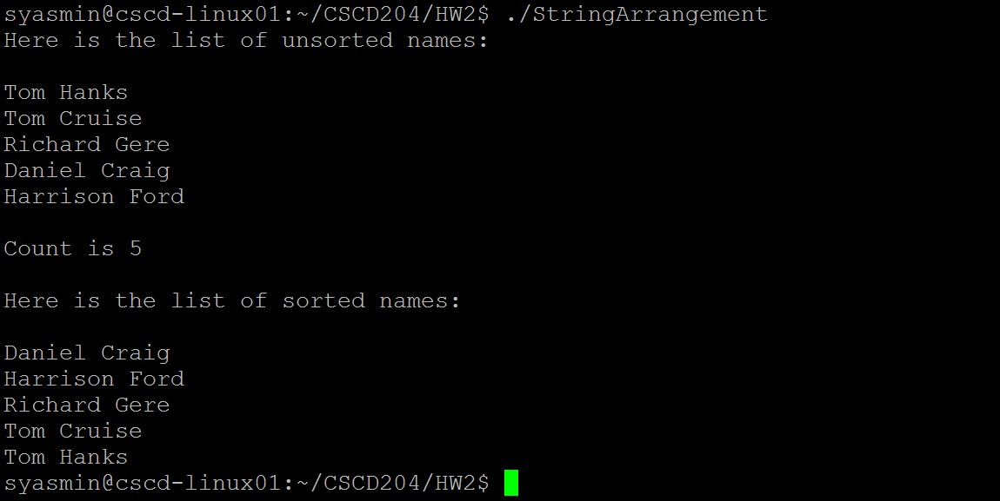 syasmin@cscd-linux01:~/CSCD204/HW2$ ./StringArrangement
Here is the list of unsorted names:
Tom Hanks
Tom Cruise
Richard Gere
Daniel Craig
Harrison Ford
Count is 5
Here is the list of sorted names:
Daniel Craig
Harrison Ford
Richard Gere
Tom Cruise
Tom Hanks
syasmin@cscd-linux01:~/CSCD204/HW2$